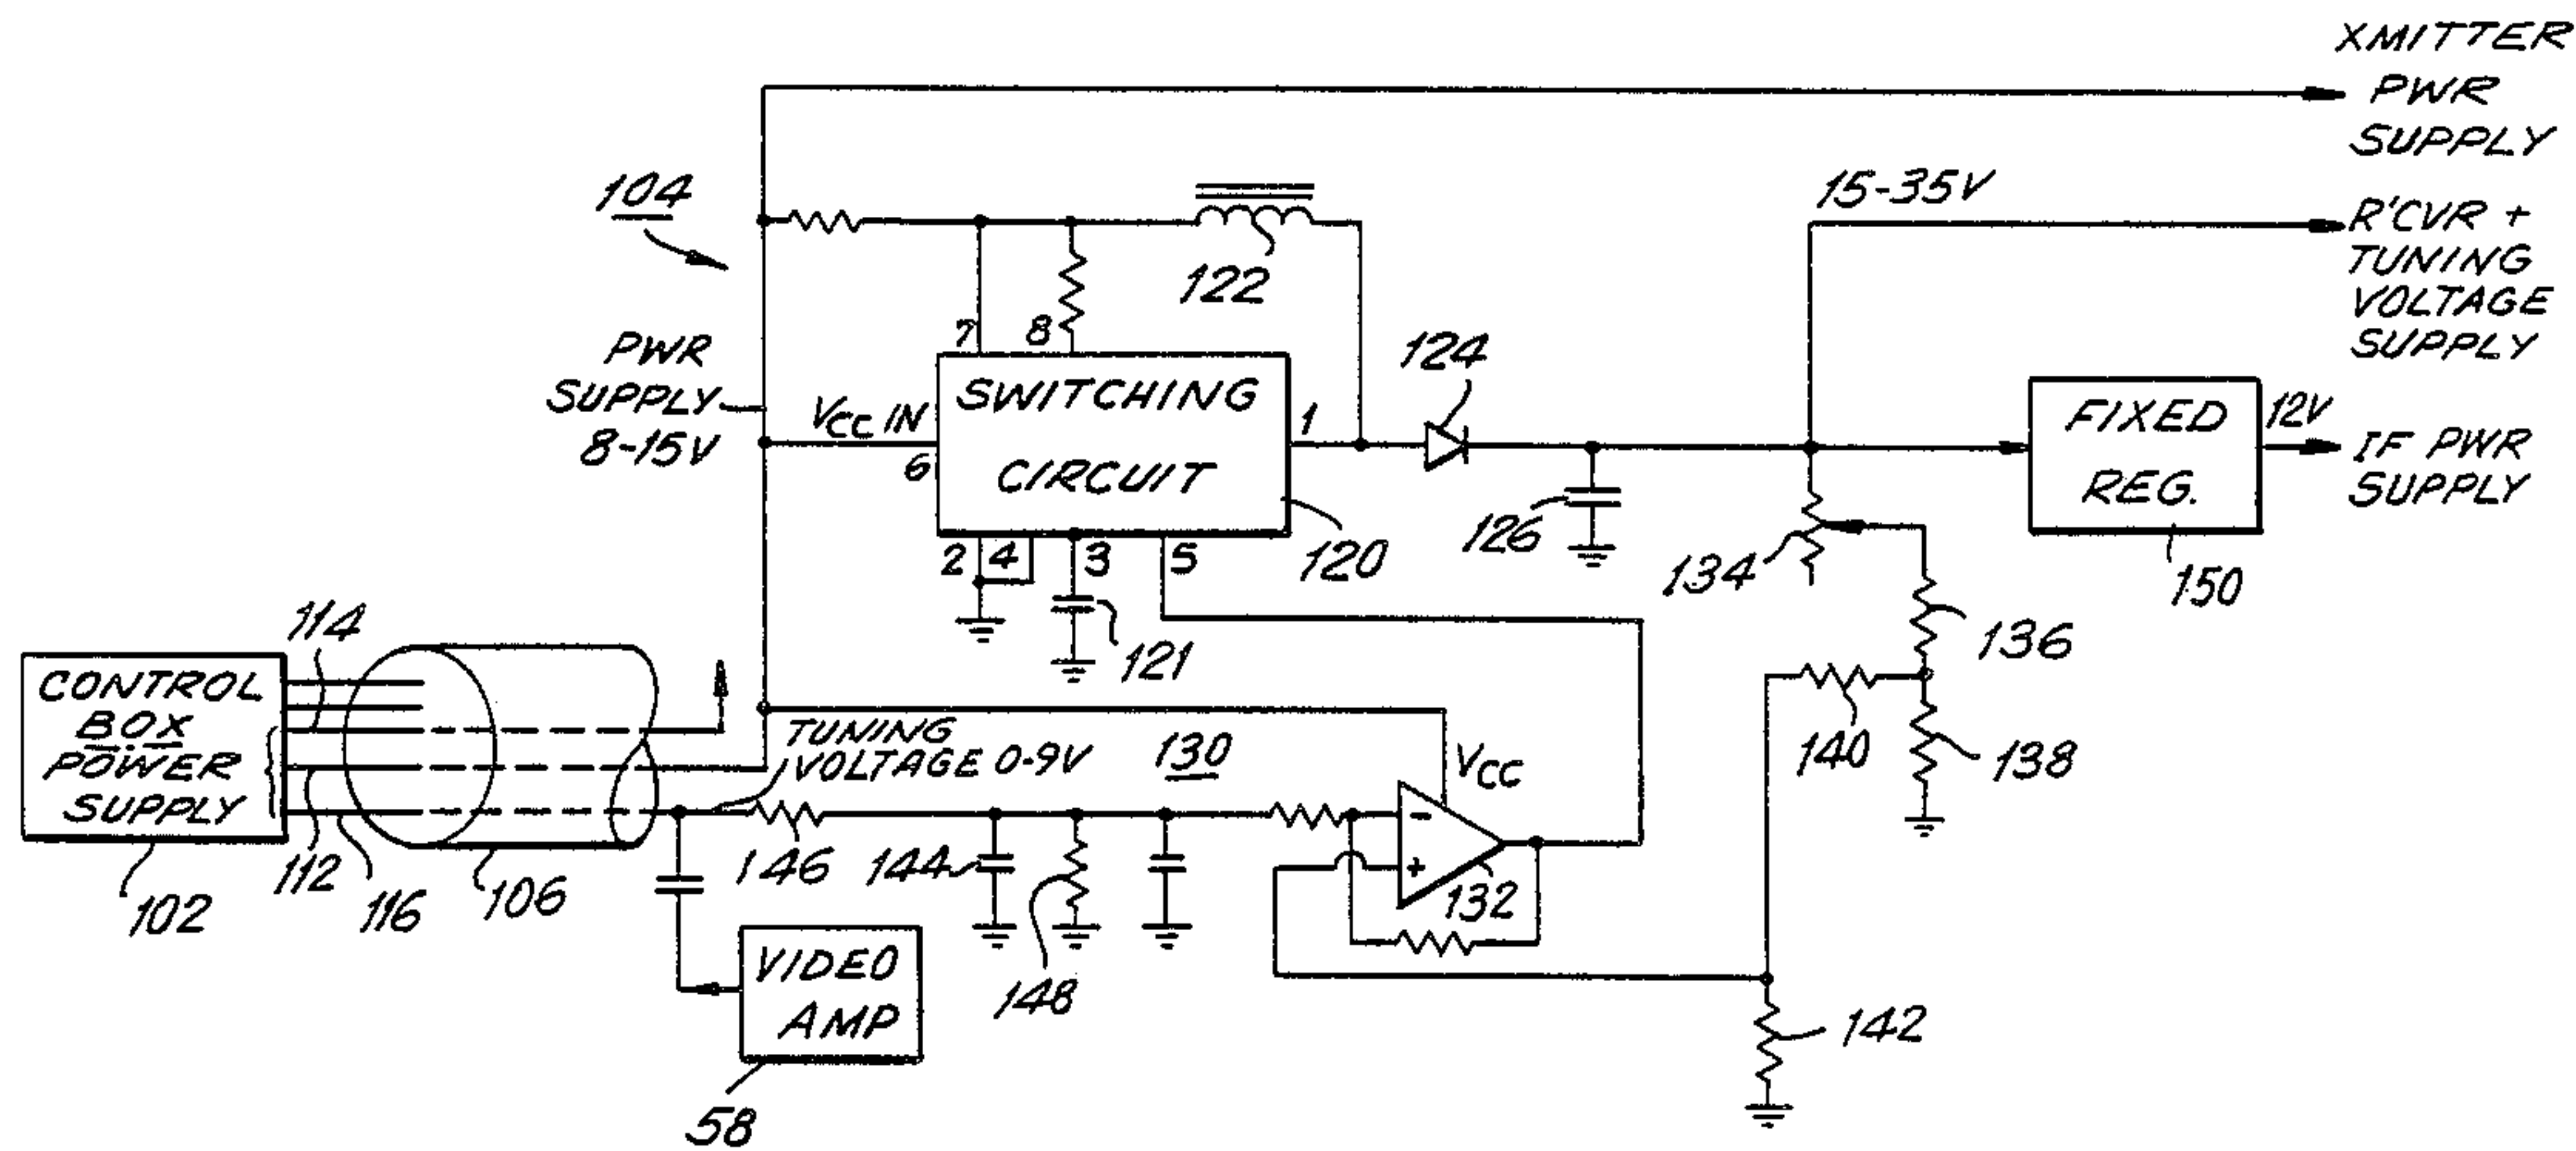 XMITTER
PWR
SUPPLY
104
15-35V
R'CVR +
TUNING
VOLTAGE
SUPPLY
122
7
8
124
PWR
SUPPLY
8-15V
VCC IN
6
SWITCHING
CIRCUIT
1
FIXED
REG.
12V
IF PWR
SUPPLY
2
4
3
5
120
126
134
150
121
136
114
CONTROL
BOX
POWER
SUPPLY
TUNING
VOLTAGE 0-9V
130
VCC
140
138
102
112
116
106
146
144
148
-
+
132
VIDEO
AMP
58
142